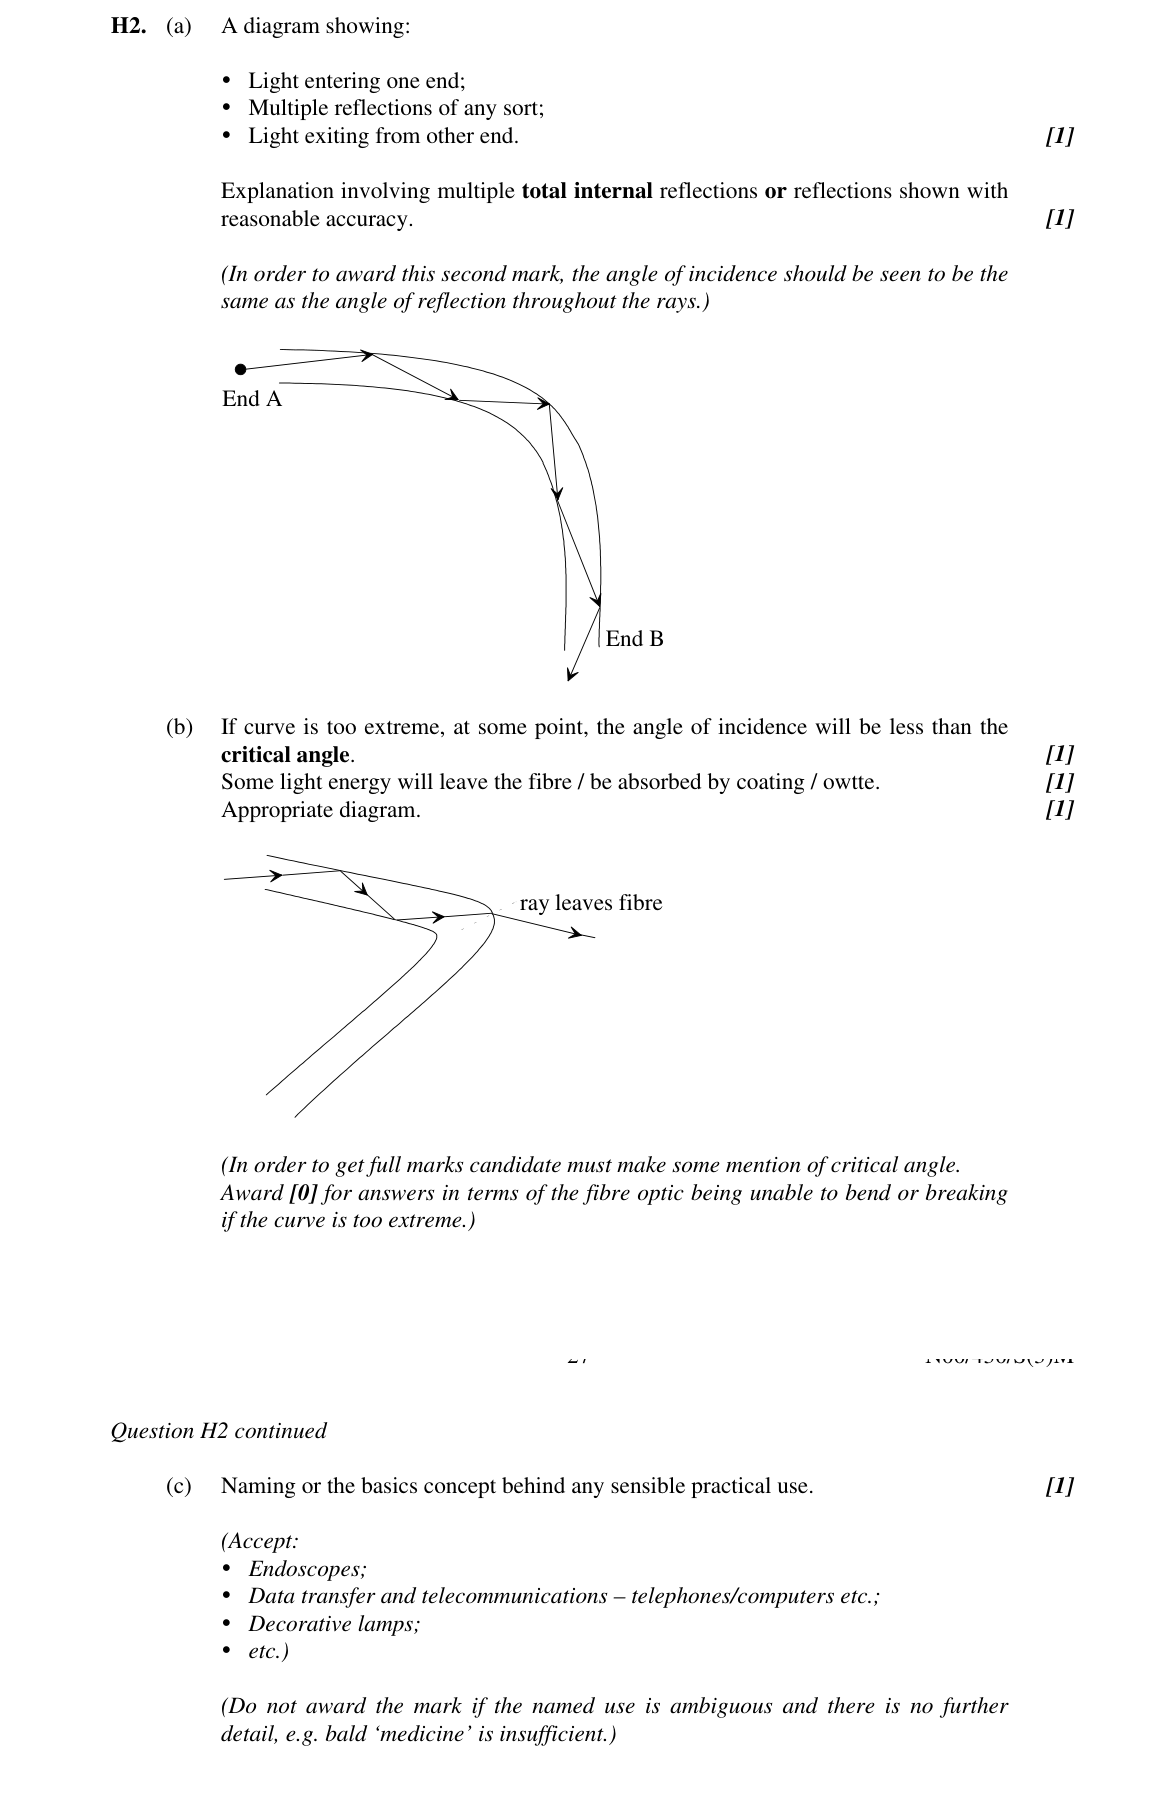 H2. (a) A diagram showing:
• Light entering one end;
• Multiple reflections of any sort;
• Light exiting from other end. [1]
Explanation involving multiple total internal reflections or reflections shown with
reasonable accuracy. [1]
(In order to award this second mark, the angle of incidence should be seen to be the
same as the angle of reflection throughout the rays.)
End A
End B
(b) If curve is too extreme, at some point, the angle of incidence will be less than the
critical angle. [1]
Some light energy will leave the fibre / be absorbed by coating / owtte. [1]
Appropriate diagram. [1]
ray leaves fibre
(In order to get full marks candidate must make some mention of critical angle.
Award [0] for answers in terms of the fibre optic being unable to bend or breaking
if the curve is too extreme.)
Question H2 continued
(c) Naming or the basics concept behind any sensible practical use. [1]
(Accept:
• Endoscopes;
• Data transfer and telecommunications – telephones/computers etc.;
• Decorative lamps;
• etc.)
(Do not award the mark if the named use is ambiguous and there is no further
detail, e.g. bald ‘medicine’ is insufficient.)